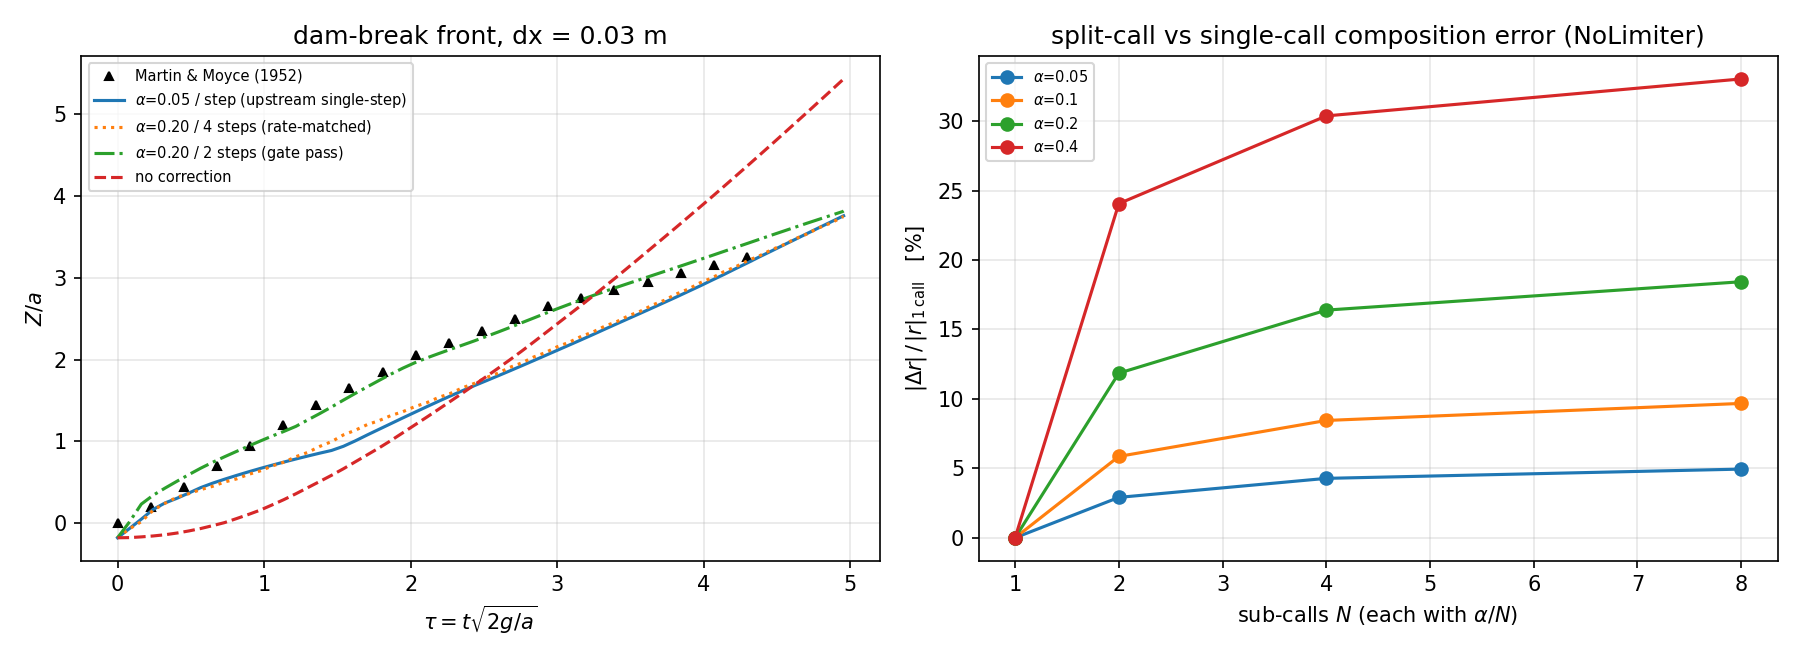 dam-break front, dx = 0.03 m
Martin & Moyce (1952)
α=0.05 / step (upstream single-step)
α=0.20 / 4 steps (rate-matched)
α=0.20 / 2 steps (gate pass)
no correction
5
4
3
2
1
0
Z/a
0 1 2 3 4 5
τ = t√2g/a
split-call vs single-call composition error (NoLimiter)
α=0.05
α=0.1
α=0.2
α=0.4
30
25
20
15
10
5
0
|Δr| / |r|₁ call [%]
1 2 3 4 5 6 7 8
sub-calls N (each with α/N)